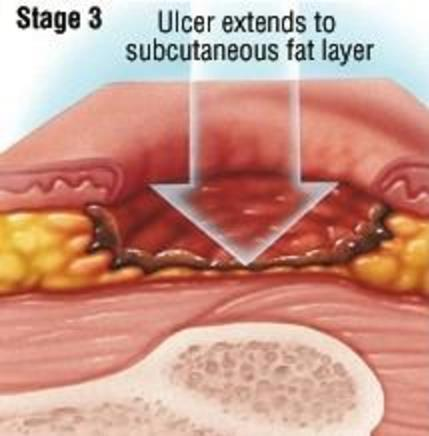 Stage 3
Ulcer extends to
subcutaneous fat layer